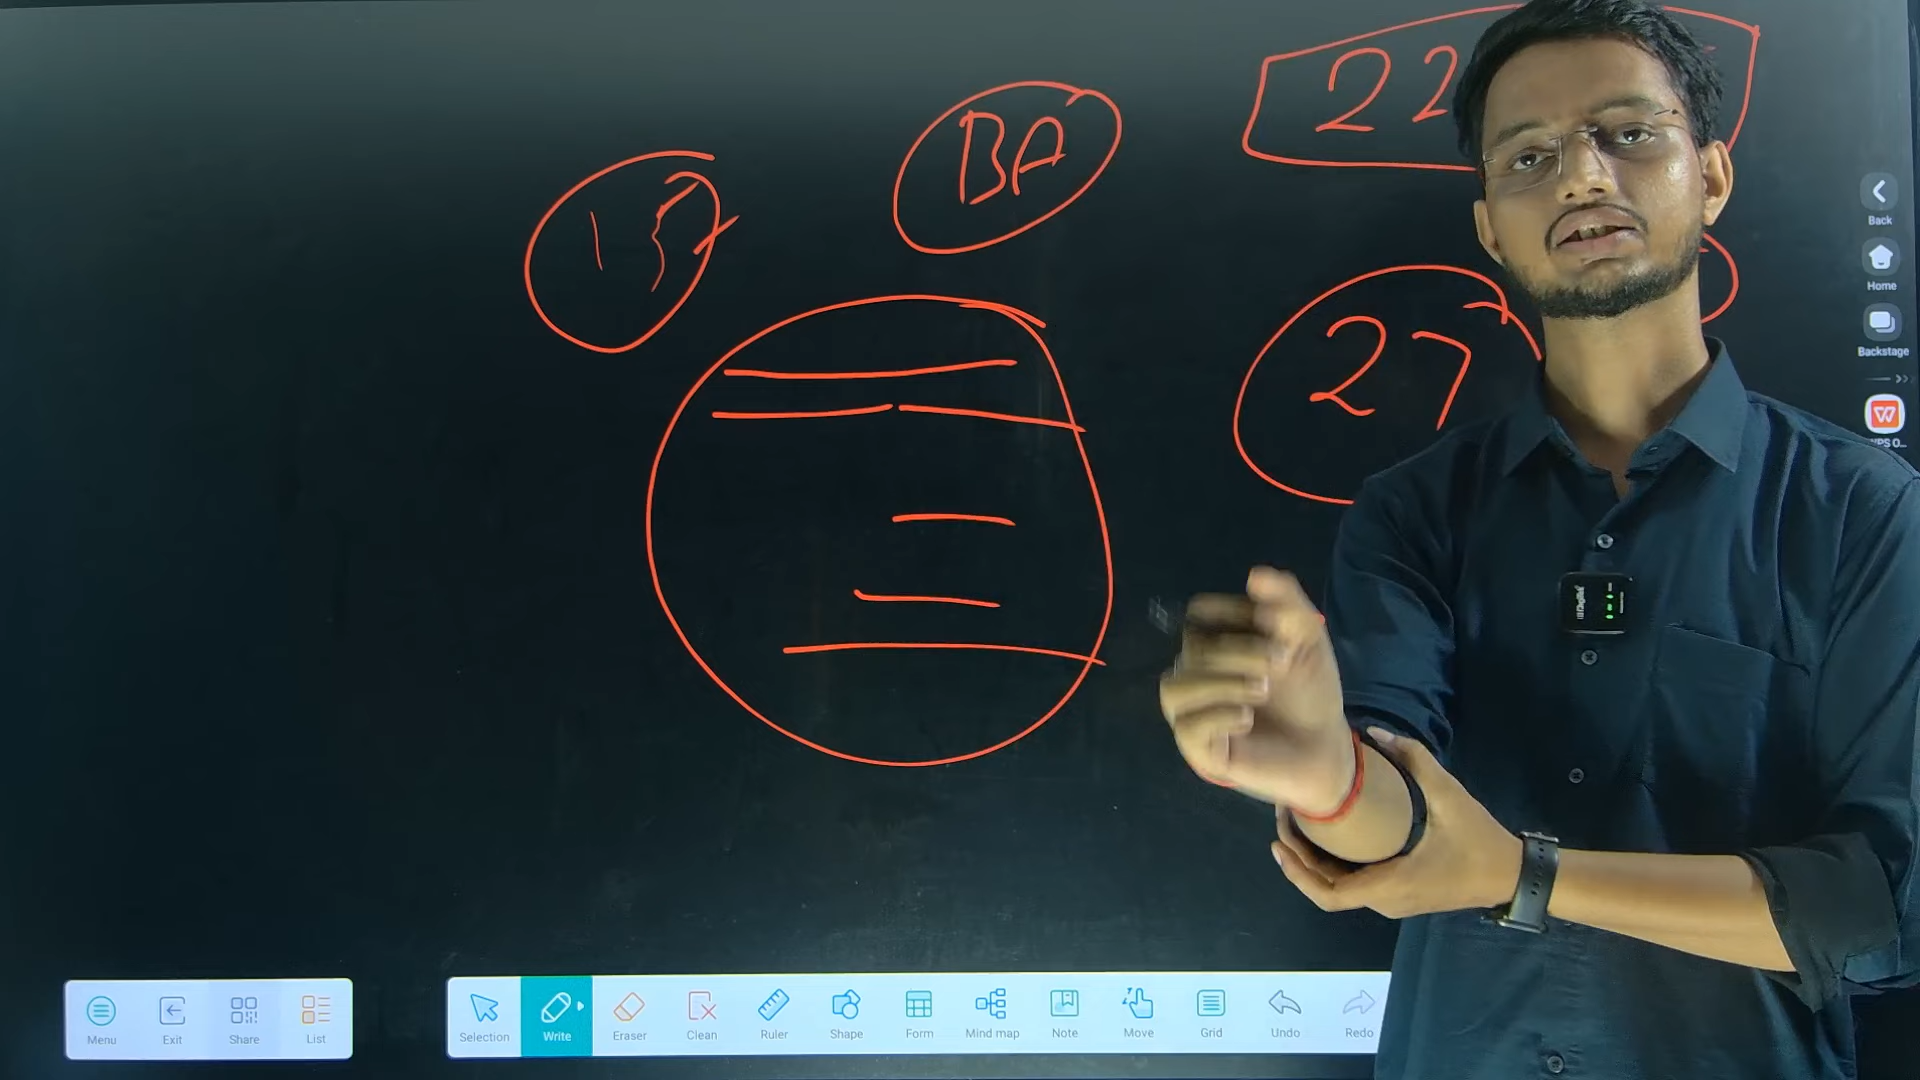 BA
22
15
27
Back
Home
Backstage
Menu
Exit
Share
List
Selection
Write
Eraser
Clean
Ruler
Shape
Form
Mind map
Note
Move
Grid
Undo
Redo